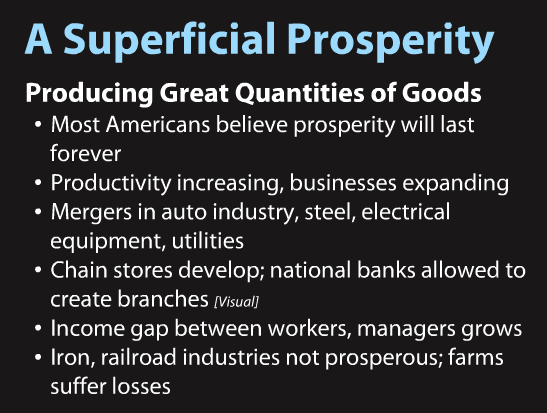 A Superficial Prosperity
Producing Great Quantities of Goods
• Most Americans believe prosperity will last
forever
• Productivity increasing, businesses expanding
• Mergers in auto industry, steel, electrical
equipment, utilities
• Chain stores develop; national banks allowed to
create branches [Visual]
• Income gap between workers, managers grows
• Iron, railroad industries not prosperous; farms
suffer losses